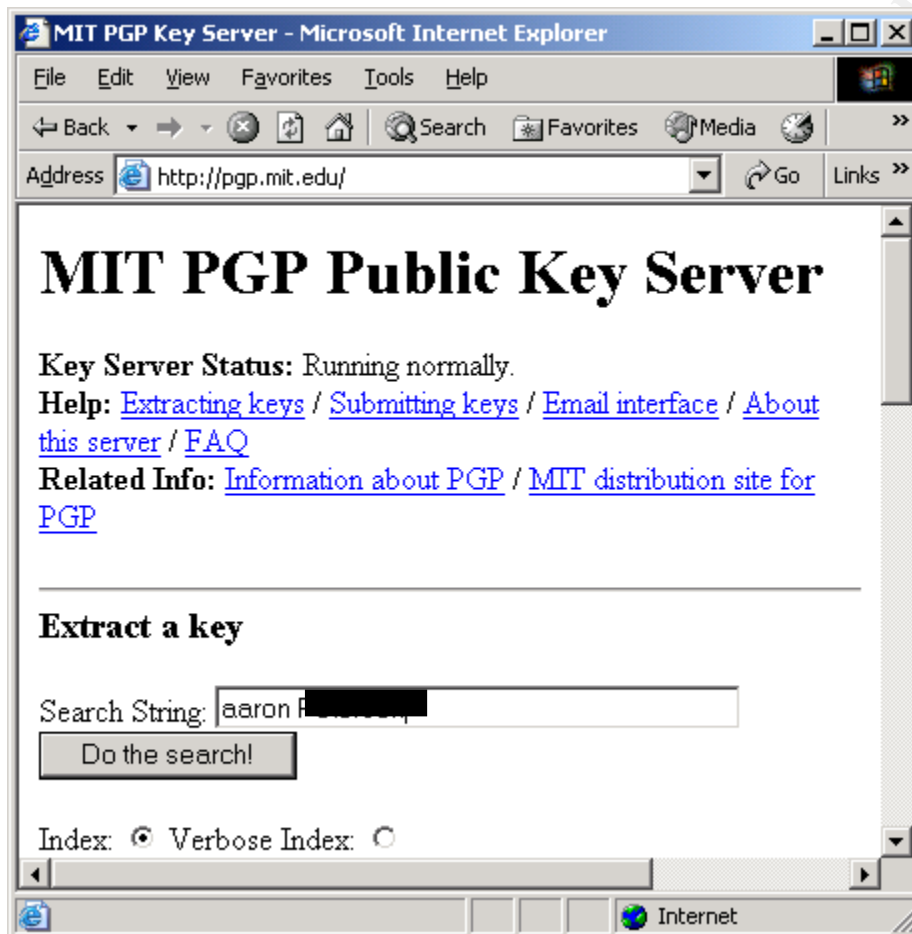 MIT PGP Key Server - Microsoft Internet Explorer
File Edit View Favorites Tools Help
Back Search Favorites Media »
Address http://pgp.mit.edu/ Go Links »
MIT PGP Public Key Server
Key Server Status: Running normally.
Help: Extracting keys / Submitting keys / Email interface / About
this server / FAQ
Related Info: Information about PGP / MIT distribution site for
PGP
Extract a key
Search String: aaron
Do the search!
Index: Verbose Index:
Internet